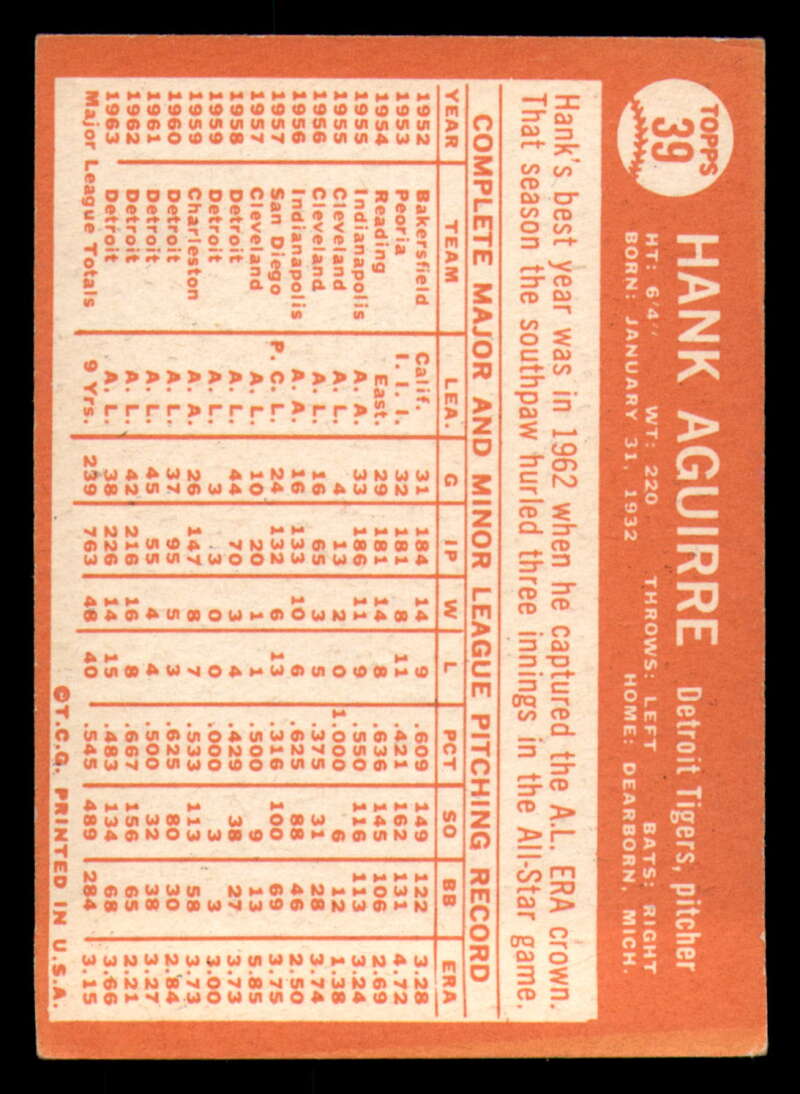 TOPPS
39
HANK AGUIRRE Detroit Tigers, pitcher
HT: 6'4" WT: 220 THROWS: LEFT BATS: RIGHT
BORN: JANUARY 31, 1932 HOME: DEARBORN, MICH.
Hank's best year was in 1962 when he captured the A.L. ERA crown.
That season the southpaw hurled three innings in the All-Star game.
COMPLETE MAJOR AND MINOR LEAGUE PITCHING RECORD
YEAR TEAM LEA. G IP W L PCT SO BB ERA
1952 Bakersfield Calif. 31 184 14 9 .609 149 122 3.28
1953 Peoria I. I. I. 32 181 8 11 .421 162 131 4.72
1954 Reading East. 29 181 14 8 .636 145 106 2.69
1955 Indianapolis A. A. 33 186 11 9 .550 116 113 3.24
1955 Cleveland A. L. 4 13 2 0 1.000 6 12 1.38
1956 Cleveland A. L. 16 65 3 5 .375 31 28 3.74
1956 Indianapolis A. A 16 133 10 6 .625 88 46 2.50
1957 San Diego P. C. L. 24 132 6 13 .316 100 69 3.75
1957 Cleveland A. L. 10 20 1 1 .500 9 13 5.85
1958 Detroit A. L. 44 70 3 4 .429 38 27 3.73
1959 Detroit A. L. 3 3 0 0 .000 3 3 3.00
1959 Charleston A. A. 26 147 8 7 .533 113 58 3.73
1960 Detroit A. L. 37 95 5 3 .625 80 30 2.84
1961 Detroit A. L. 45 55 4 4 .500 32 38 3.27
1962 Detroit A. L. 42 216 16 8 .667 156 65 2.21
1963 Detroit A. L. 38 226 14 15 .483 134 68 3.66
Major League Totals 9 Yrs. 239 763 48 40 .545 489 284 3.15
©T.C.G. PRINTED IN U.S.A.